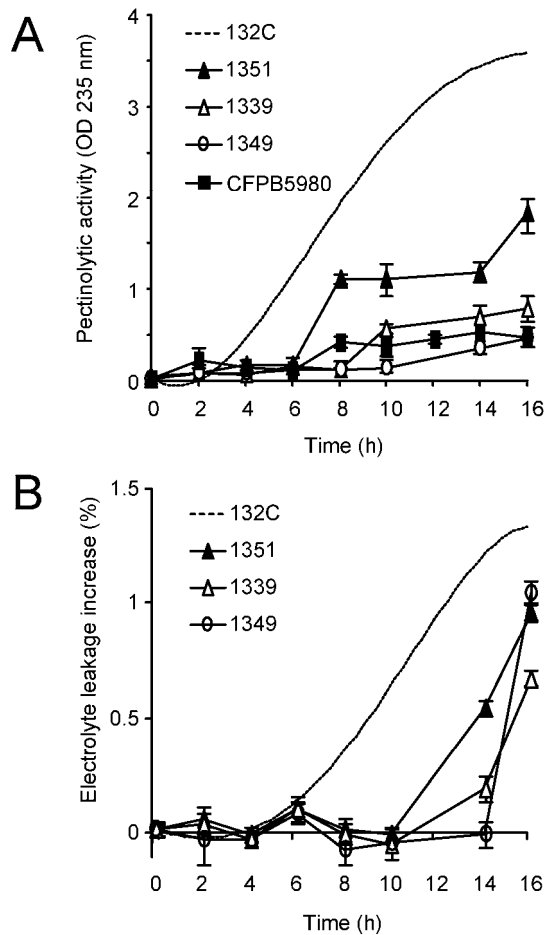 A
Pectinolytic activity (OD 235 nm)
4
3
2
1
0
132C
1351
1339
1349
CFPB5980
0 2 4 6 8 10 12 14 16
Time (h)
B
Electrolyte leakage increase (%)
1.5
1
0.5
0
132C
1351
1339
1349
0 2 4 6 8 10 12 14 16
Time (h)